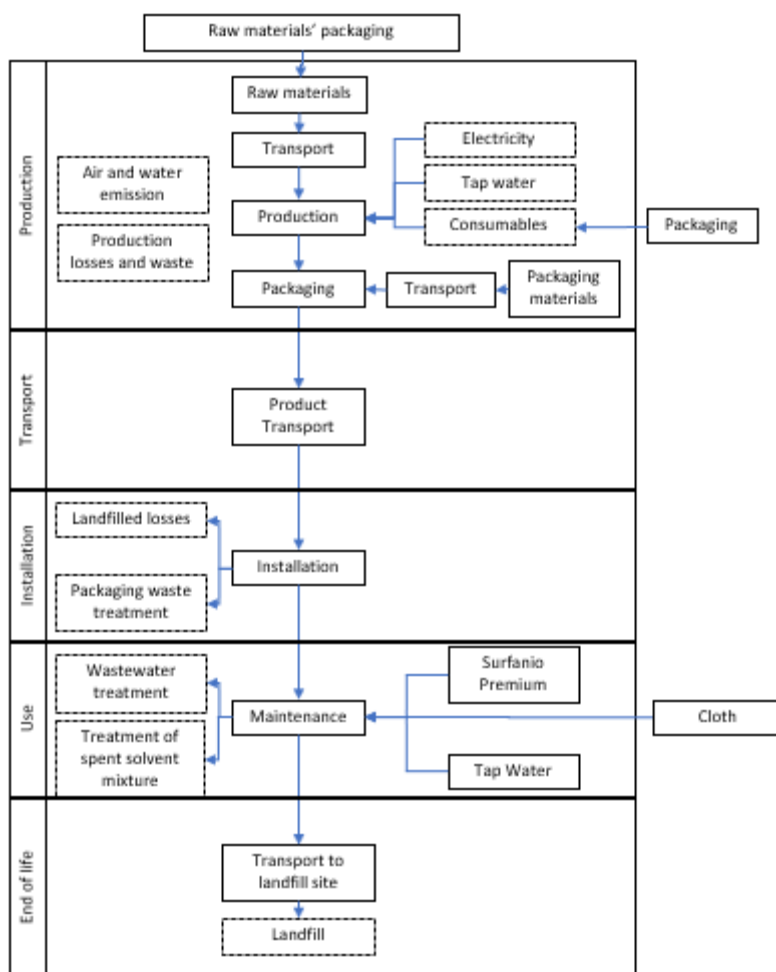 Raw materials' packaging
Production
Raw materials
Transport
Electricity
Air and water
emission
Tap water
Production
Consumables
Packaging
Production
losses and waste
Packaging
Transport
Packaging
materials
Transport
Product
Transport
Installation
Landfilled losses
Installation
Packaging waste
treatment
Use
Wastewater
treatment
Surfanio
Premium
Maintenance
Cloth
Treatment of
spent solvent
mixture
Tap Water
End of life
Transport to
landfill site
Landfill